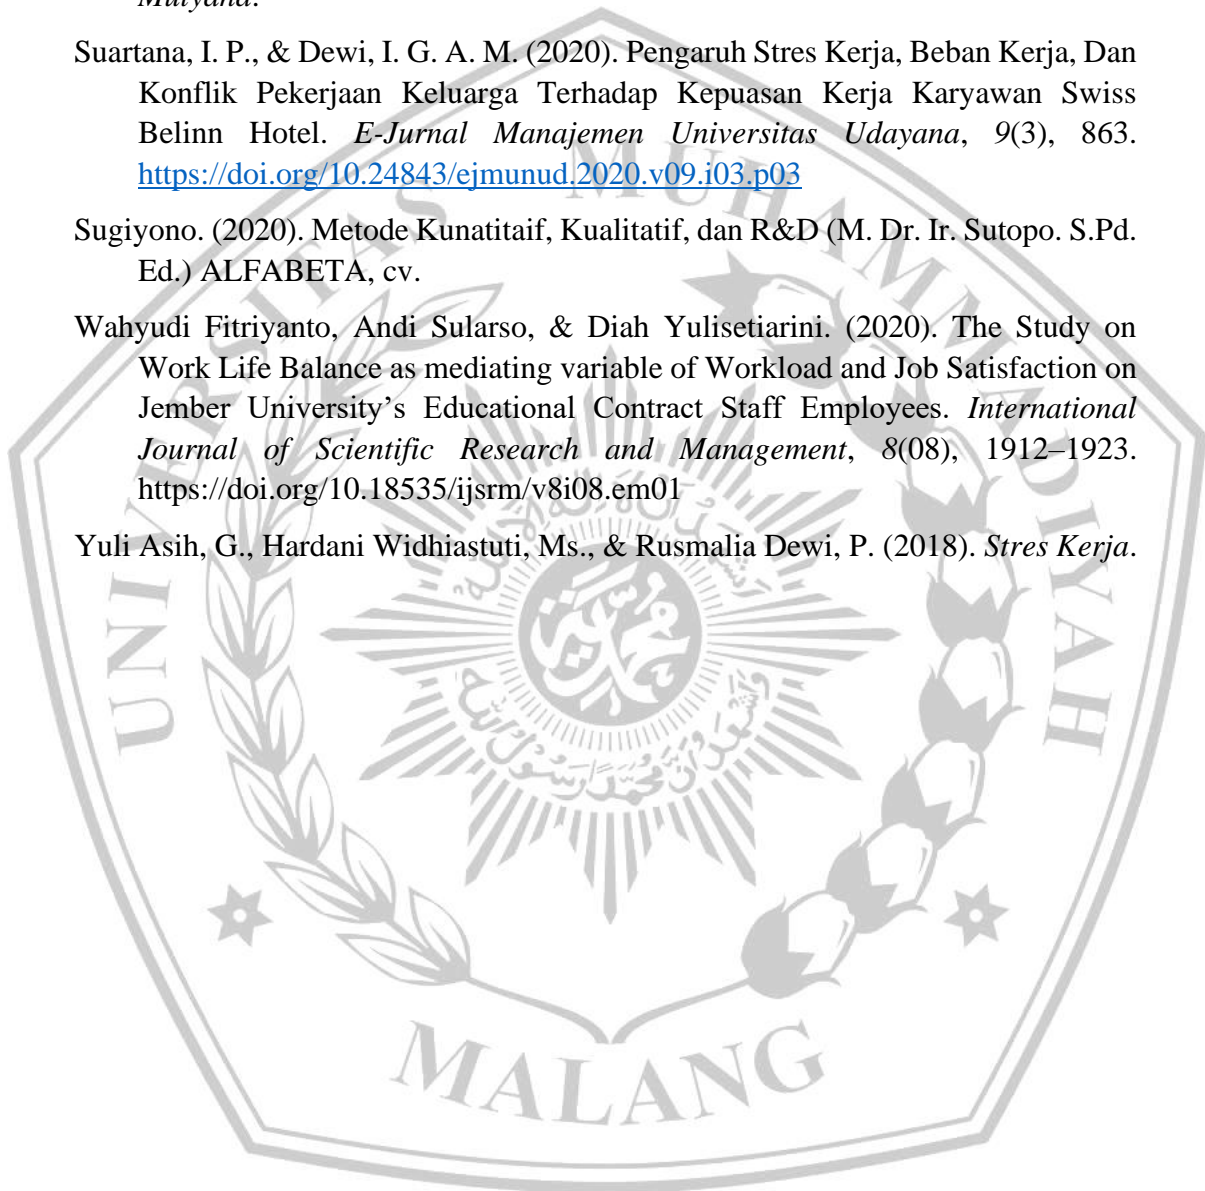 Mulyana.
Suartana, I. P., & Dewi, I. G. A. M. (2020). Pengaruh Stres Kerja, Beban Kerja, Dan
Konflik Pekerjaan Keluarga Terhadap Kepuasan Kerja Karyawan Swiss
Belinn Hotel. E-Jurnal Manajemen Universitas Udayana, 9(3), 863.
https://doi.org/10.24843/ejmunud.2020.v09.i03.p03
Sugiyono. (2020). Metode Kunatitaif, Kualitatif, dan R&D (M. Dr. Ir. Sutopo. S.Pd.
Ed.) ALFABETA, cv.
Wahyudi Fitriyanto, Andi Sularso, & Diah Yulisetiarini. (2020). The Study on
Work Life Balance as mediating variable of Workload and Job Satisfaction on
Jember University’s Educational Contract Staff Employees. International
Journal of Scientific Research and Management, 8(08), 1912–1923.
https://doi.org/10.18535/ijsrm/v8i08.em01
Yuli Asih, G., Hardani Widhiastuti, Ms., & Rusmalia Dewi, P. (2018). Stres Kerja.
UNIVERSITAS MUHAMMADIYAH
MALANG